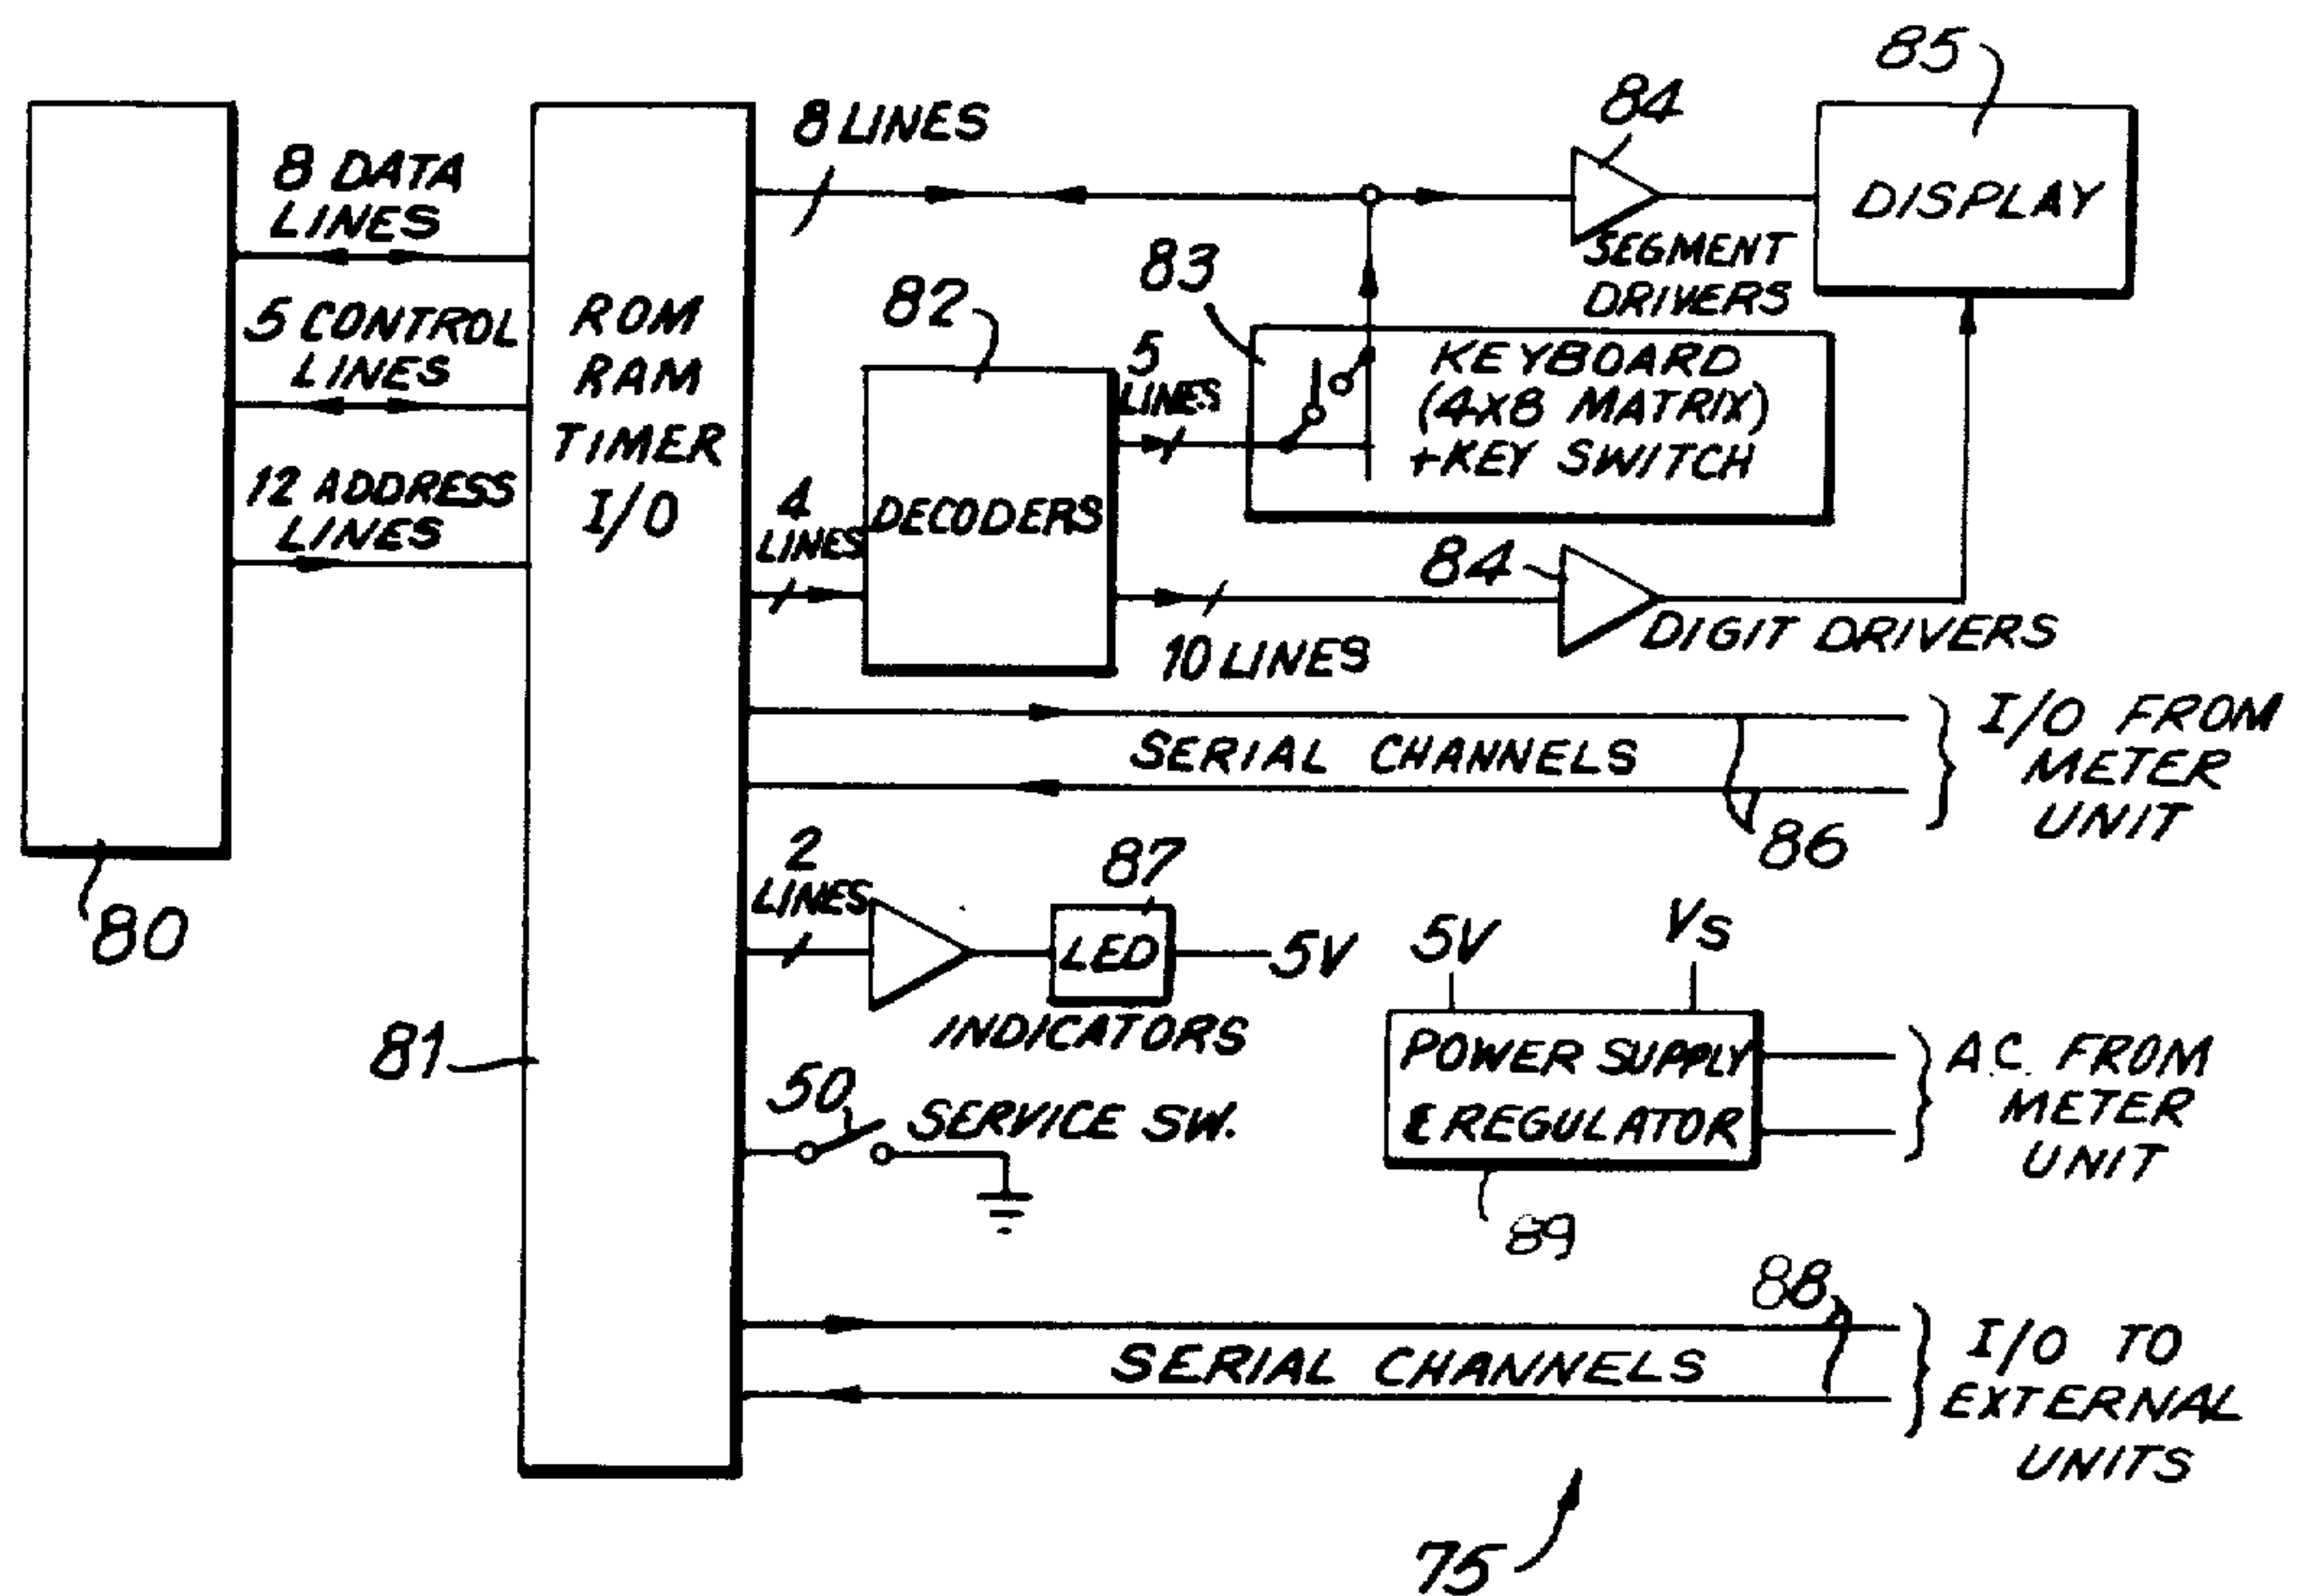 85
84
8 LINES
8 DATA
LINES
DISPLAY
SEGMENT
DRIVERS
83
82
5 CONTROL
LINES
ROM
RAM
TIMER
I/O
5
LINES
KEYBOARD
(4X8 MATRIX)
+KEY SWITCH
12 ADDRESS
LINES
4
LINES
DECODERS
84
10 LINES
DIGIT DRIVERS
SERIAL CHANNELS
I/O FROM
METER
UNIT
86
2
LINES
87
80
LED
5V
INDICATORS
5V
VS
81
POWER SUPPLY
& REGULATOR
A.C. FROM
METER
UNIT
50
SERVICE SW.
89
88
SERIAL CHANNELS
I/O TO
EXTERNAL
UNITS
75